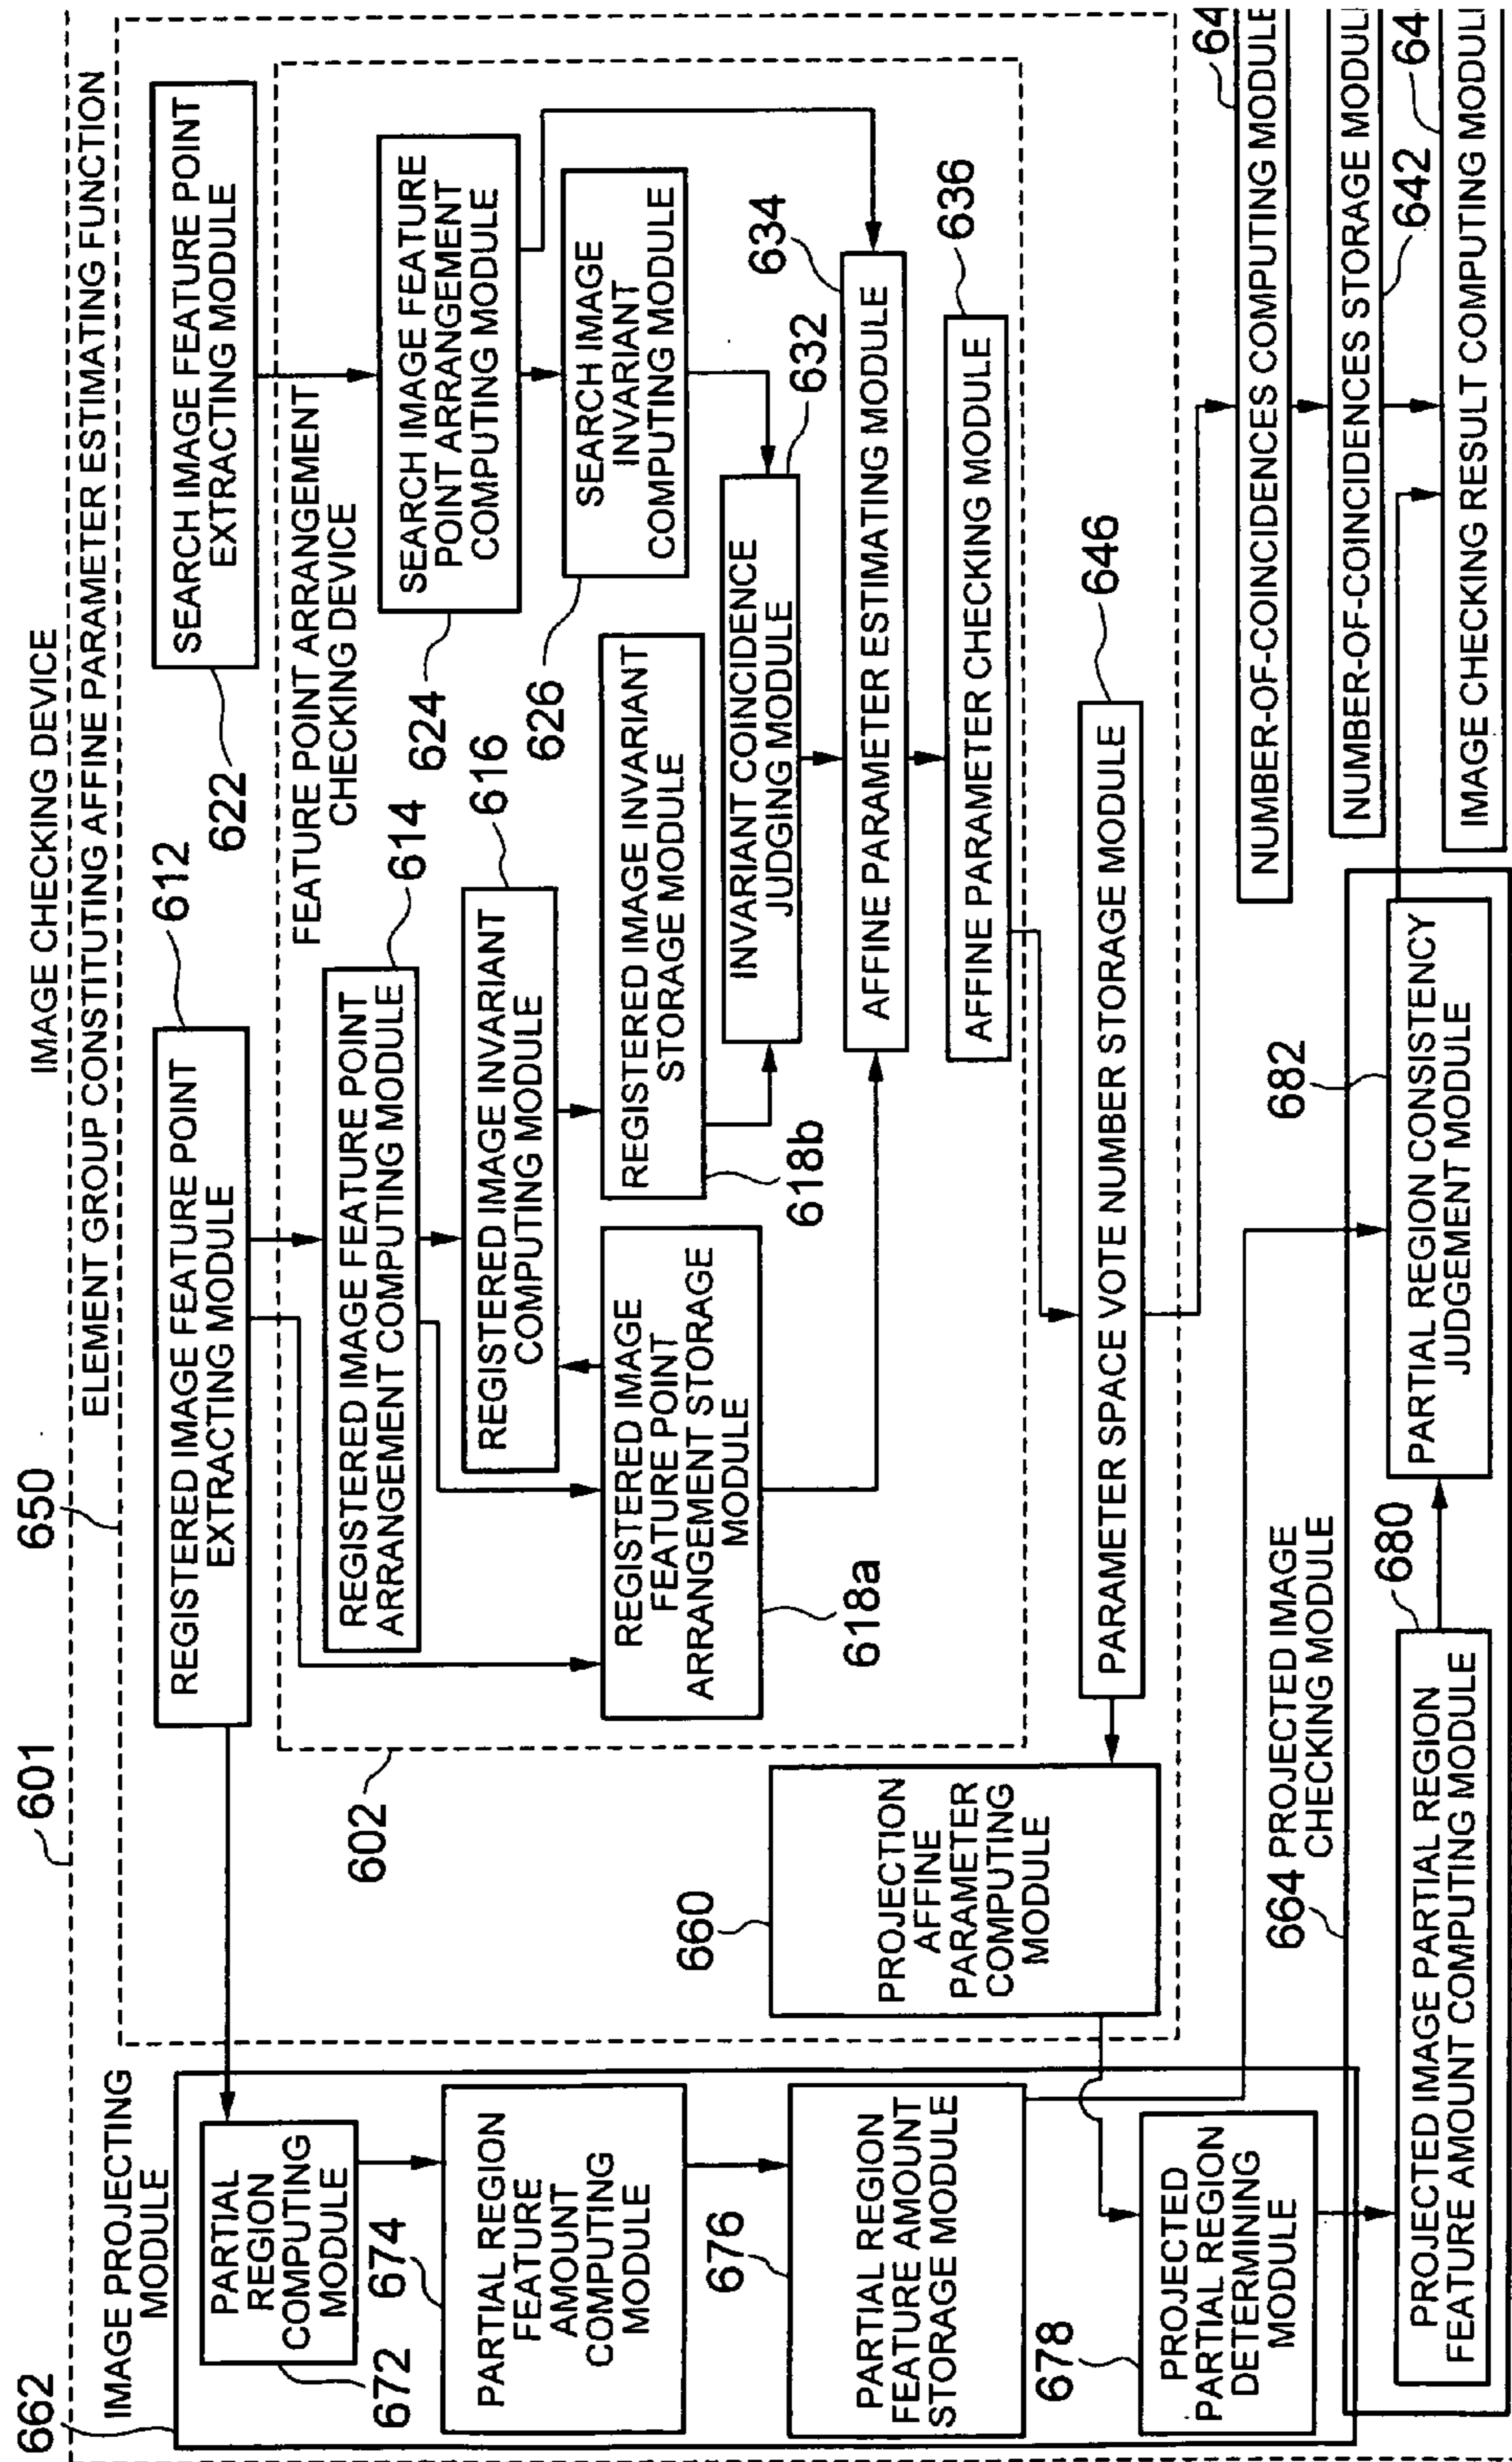 IMAGE CHECKING DEVICE
601
650
ELEMENT GROUP CONSTITUTING AFFINE PARAMETER ESTIMATING FUNCTION
662
IMAGE PROJECTING
MODULE
612
REGISTERED IMAGE FEATURE POINT
EXTRACTING MODULE
622
SEARCH IMAGE FEATURE POINT
EXTRACTING MODULE
PARTIAL
REGION
COMPUTING
MODULE
672
602
FEATURE POINT ARRANGEMENT
CHECKING DEVICE
614
REGISTERED IMAGE FEATURE POINT
ARRANGEMENT COMPUTING MODULE
624
SEARCH IMAGE FEATURE
POINT ARRANGEMENT
COMPUTING MODULE
674
PARTIAL REGION
FEATURE
AMOUNT
COMPUTING
MODULE
616
REGISTERED IMAGE INVARIANT
COMPUTING MODULE
626
SEARCH IMAGE
INVARIANT
COMPUTING MODULE
REGISTERED IMAGE
FEATURE POINT
ARRANGEMENT STORAGE
MODULE
618a
REGISTERED IMAGE INVARIANT
STORAGE MODULE
618b
632
INVARIANT COINCIDENCE
JUDGING MODULE
634
AFFINE PARAMETER ESTIMATING MODULE
636
AFFINE PARAMETER CHECKING MODULE
676
PARTIAL REGION
FEATURE AMOUNT
STORAGE MODULE
660
PROJECTION
AFFINE
PARAMETER
COMPUTING
MODULE
646
PARAMETER SPACE VOTE NUMBER STORAGE MODULE
678
PROJECTED
PARTIAL REGION
DETERMINING
MODULE
64
NUMBER-OF-COINCIDENCES COMPUTING MODULE
NUMBER-OF-COINCIDENCES STORAGE MODUL
642
664 PROJECTED IMAGE
CHECKING MODULE
680
PROJECTED IMAGE PARTIAL REGION
FEATURE AMOUNT COMPUTING MODULE
682
PARTIAL REGION CONSISTENCY
JUDGEMENT MODULE
64
IMAGE CHECKING RESULT COMPUTING MODUL